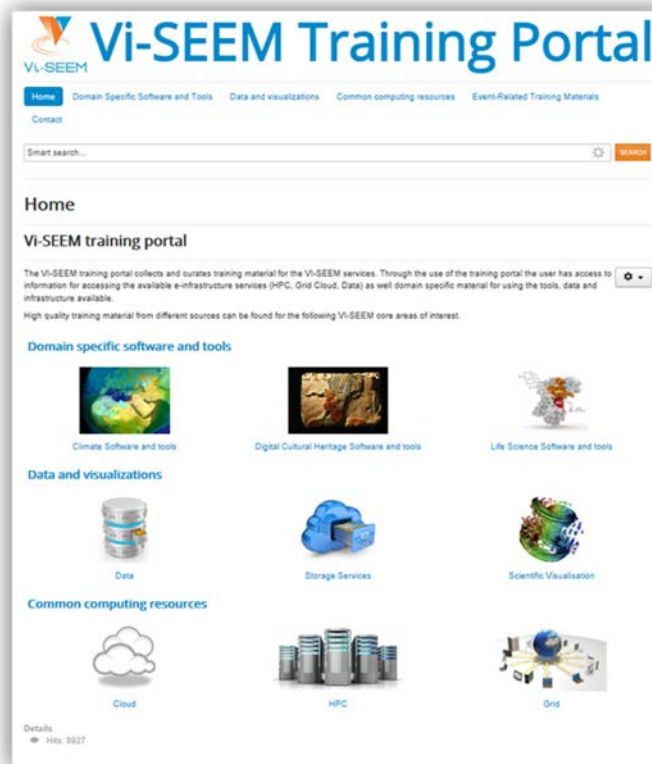 Vi-SEEM Training Portal
Vi-SEEM
Home Domain Specific Software and Tools Data and visualizations Common computing resources Event-Related Training Materials
Contact
Smart search...
SEARCH
Home
Vi-SEEM training portal
The VI-SEEM training portal collects and curates training material for the VI-SEEM services. Through the use of the training portal the user has access to
information for accessing the available e-infrastructure services (HPC, Grid Cloud, Data) as well domain specific material for using the tools, data and
infrastructure available.
High quality training material from different sources can be found for the following VI-SEEM core areas of interest.
Domain specific software and tools
Climate Software and tools Digital Cultural Heritage Software and tools Life Science Software and tools
Data and visualizations
Data Storage Services Scientific Visualisation
Common computing resources
Cloud HPC Grid
Details
Hits: 8927